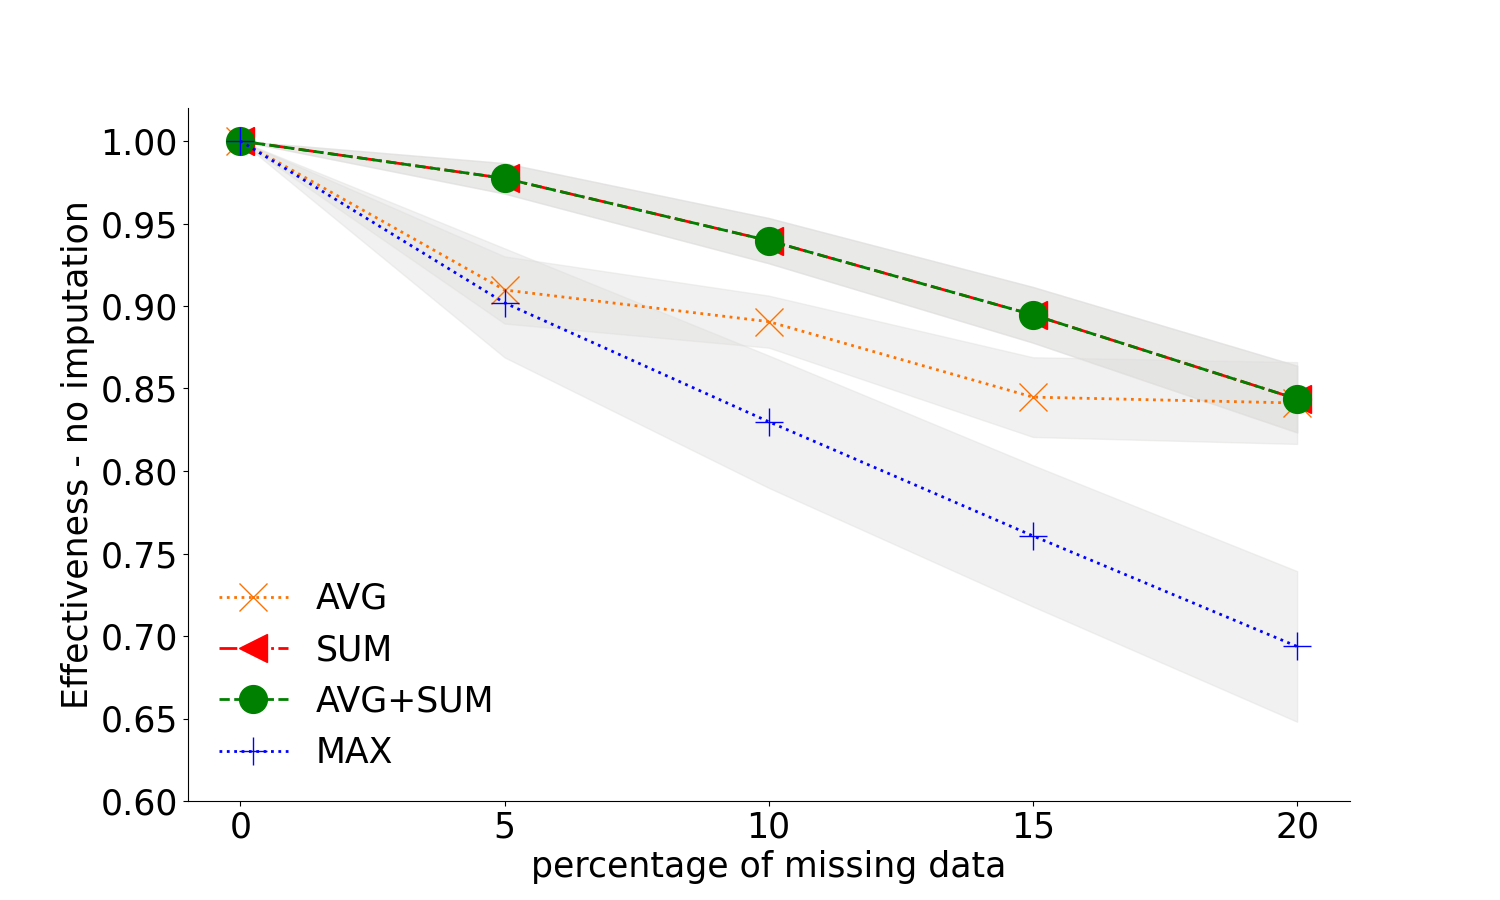 Effectiveness - no imputation
1.00
0.95
0.90
0.85
0.80
0.75
0.70
0.65
0.60
AVG
SUM
AVG+SUM
MAX
0 5 10 15 20
percentage of missing data